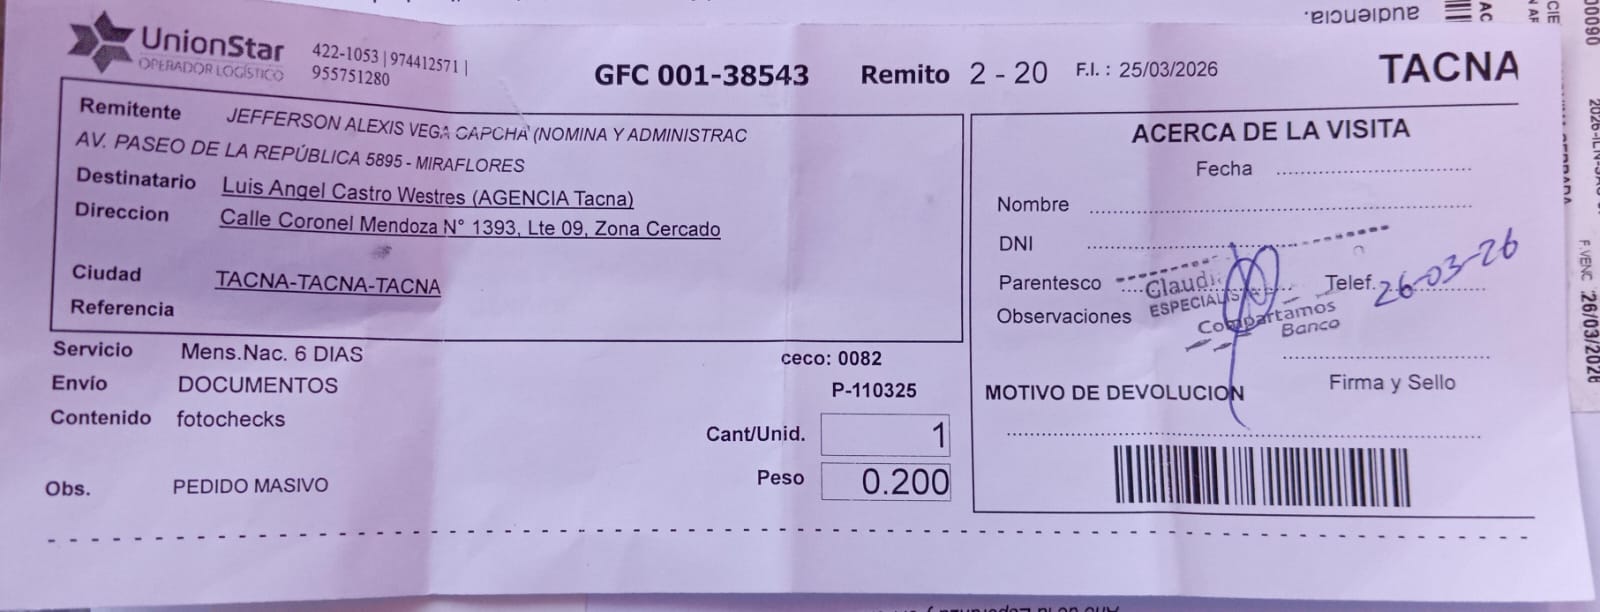 UnionStar
OPERADOR LOGÍSTICO
422-1053 | 974412571 |
955751280
GFC 001-38543
Remito 2 - 20
F.I. : 25/03/2026
TACNA
Remitente JEFFERSON ALEXIS VEGA CAPCHA (NOMINA Y ADMINISTRAC
AV. PASEO DE LA REPÚBLICA 5895 - MIRAFLORES
Destinatario Luis Angel Castro Westres (AGENCIA Tacna)
Direccion Calle Coronel Mendoza N° 1393, Lte 09, Zona Cercado
Ciudad TACNA-TACNA-TACNA
Referencia
Servicio Mens.Nac. 6 DIAS
Envío DOCUMENTOS
Contenido fotochecks
Obs. PEDIDO MASIVO
ceco: 0082
P-110325
Cant/Unid. 1
Peso 0.200
ACERCA DE LA VISITA
Fecha
Nombre
DNI
Parentesco
Telef. 26-03-26
Observaciones
Claudi
ESPECIALIS
Compartamos
Banco
Firma y Sello
MOTIVO DE DEVOLUCION
audiencia.
00090
F.VENC :26/03/2026